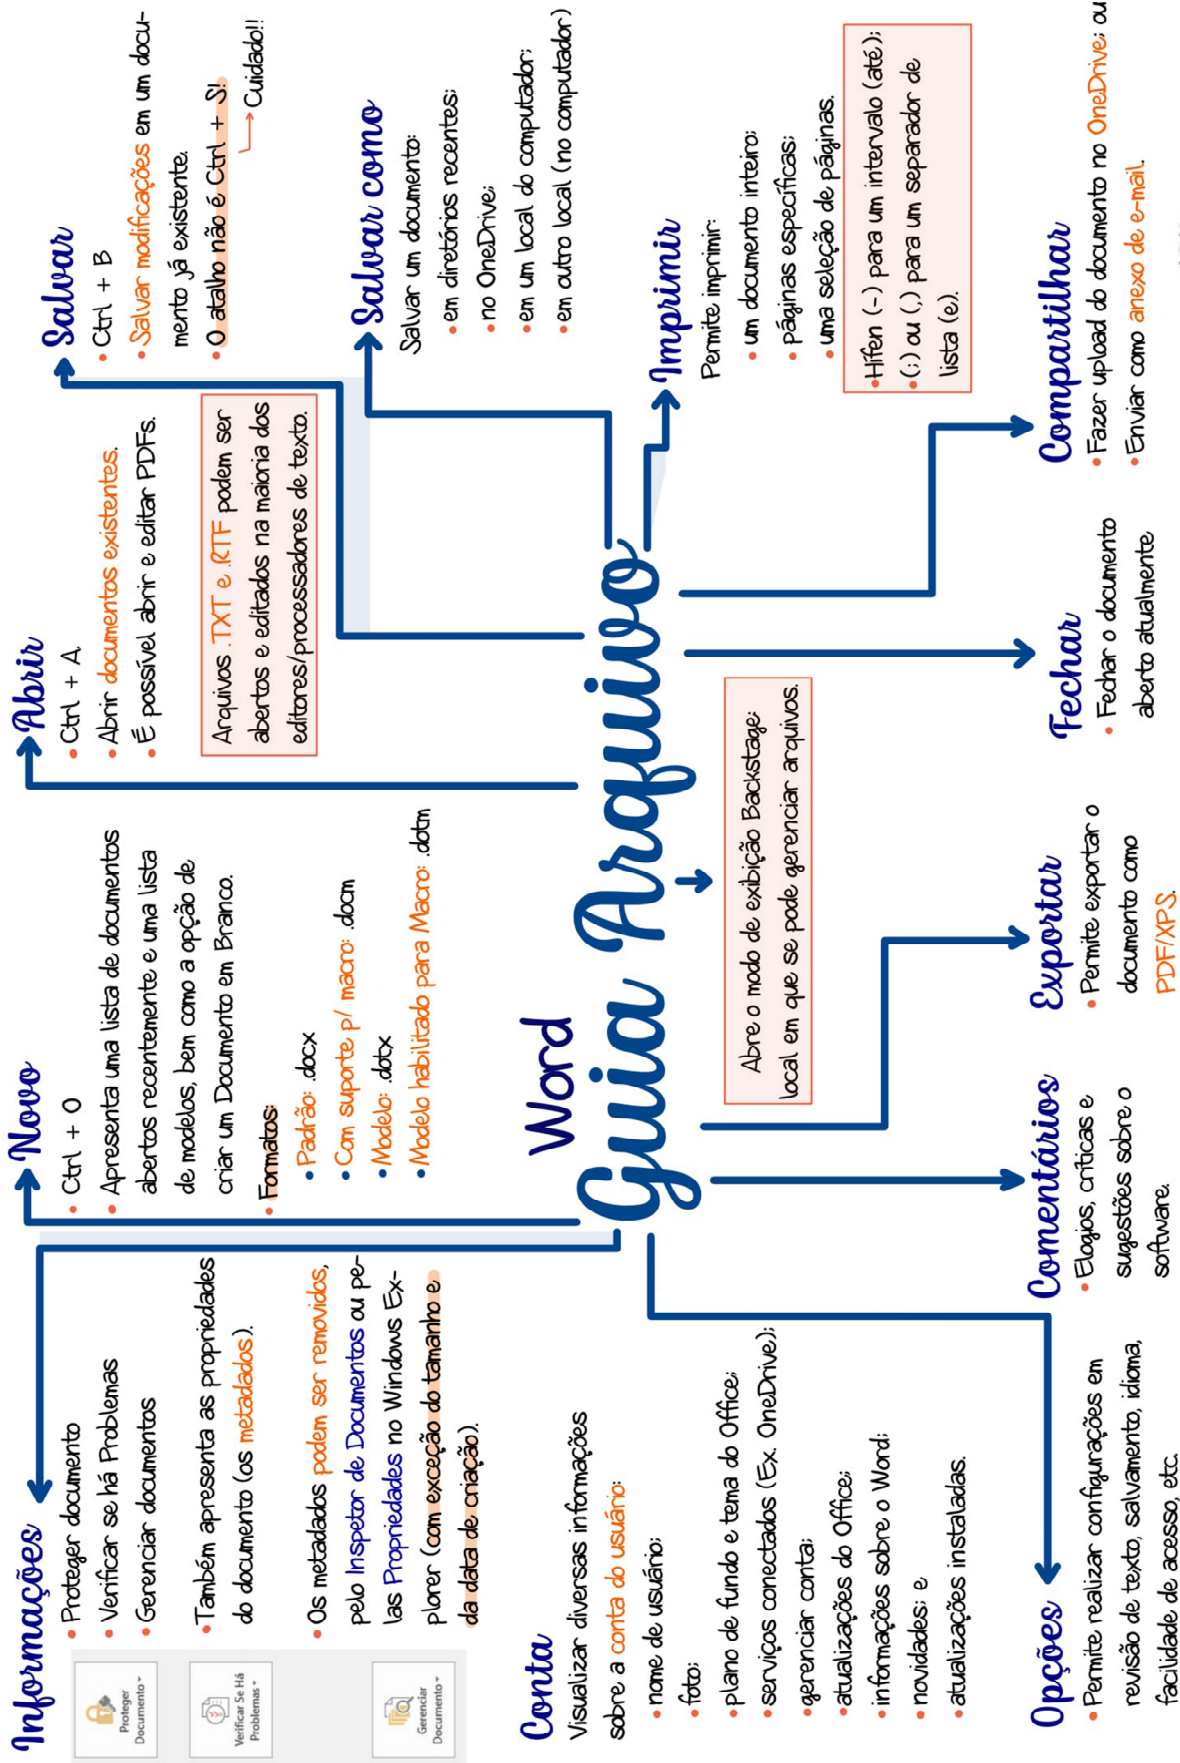 Informações
• Proteger documento
• Verificar se há Problemas
• Gerenciar documentos
• Também apresenta as propriedades
do documento (os metadados).
• Os metadados podem ser removidos,
pelo Inspetor de Documentos ou pe-
las Propriedades no Windows Ex-
plorer (com exceção do tamanho e
da data de criação).
Proteger
Documento
Verificar Se Há
Problemas
Gerenciar
Documento
Novo
• Ctrl + O
• Apresenta uma lista de documentos
abertos recentemente e uma lista
de modelos, bem como a opção de
criar um Documento em Branco.
• Formatos:
• Padrão: .docx
• Com suporte p/ macro: .docm
• Modelo: .dotx
• Modelo habilitado para Macro: .dotm
Abrir
• Ctrl + A
• Abrir documentos existentes.
• É possível abrir e editar PDFs.
Arquivos .TXT e .RTF podem ser
abertos e editados na maioria dos
editores/processadores de texto.
Salvar
• Ctrl + B
• Salvar modificações em um docu-
mento já existente.
• O atalho não é Ctrl + S!
Cuidado!!
Salvar como
Salvar um documento:
• em diretórios recentes;
• no OneDrive;
• em um local do computador;
• em outro local (no computador)
Word
Guia Arquivo
Abre o modo de exibição Backstage:
local em que se pode gerenciar arquivos.
Imprimir
Permite imprimir:
• um documento inteiro;
• páginas específicas;
• uma seleção de páginas.
• Hífen (-) para um intervalo (até);
• (;) ou (,) para um separador de
lista (e).
Conta
Visualizar diversas informações
sobre a conta do usuário:
• nome de usuário;
• foto;
• plano de fundo e tema do Office;
• serviços conectados (Ex. OneDrive);
• gerenciar conta;
• atualizações do Office;
• informações sobre o Word;
• novidades; e
• atualizações instaladas.
Opções
• Permite realizar configurações em
revisão de texto, salvamento, idioma,
facilidade de acesso, etc.
Comentários
• Elogios, críticas e
sugestões sobre o
software.
Exportar
• Permite exportar o
documento como
PDF/XPS.
Fechar
• Fechar o documento
aberto atualmente
Compartilhar
• Fazer upload do documento no OneDrive; ou
• Enviar como anexo de e-mail.